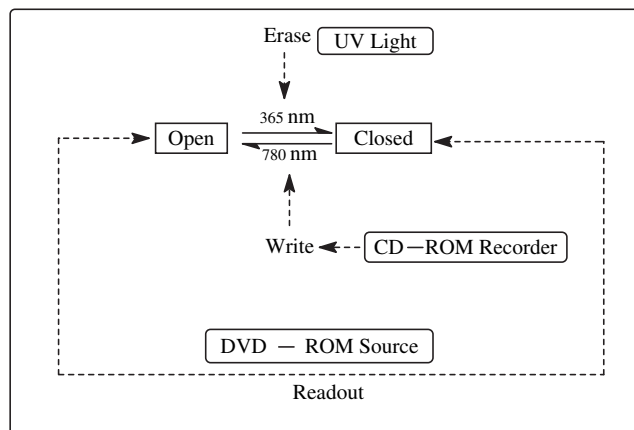 Erase UV Light
365 nm
Open Closed
780 nm
Write CD—ROM Recorder
DVD — ROM Source
Readout